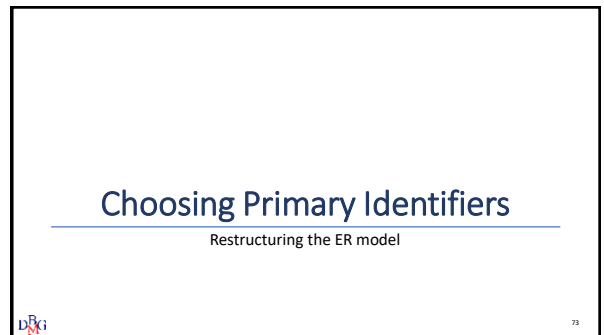 Choosing Primary Identifiers
Restructuring the ER model
DBMG
73